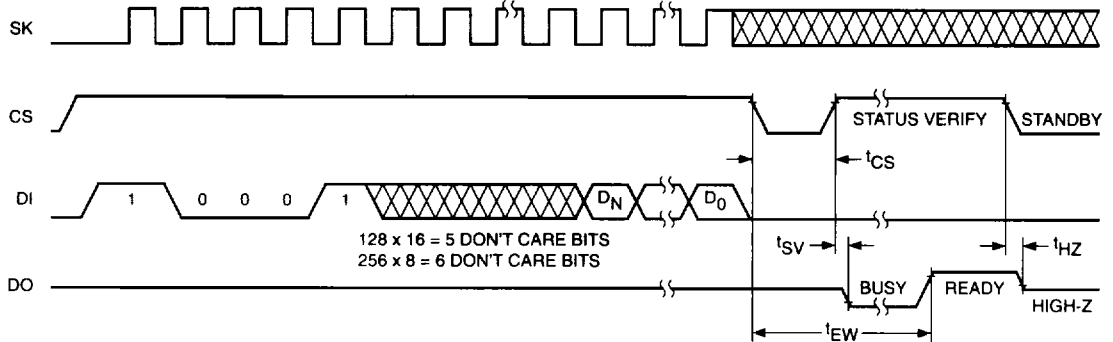 SK
CS
STATUS VERIFY
STANDBY
tCS
DI
1
0
0
0
1
DN
D0
128 x 16 = 5 DON'T CARE BITS
256 x 8 = 6 DON'T CARE BITS
tSV
tHZ
DO
BUSY
READY
HIGH-Z
tEW